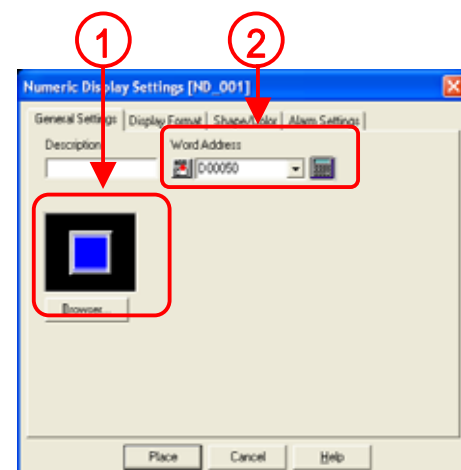 1 2
Numeric Display Settings [ND_001]
General Settings Display Format Shape/Color Alarm Settings
Description Word Address
D00050
Browser...
Place Cancel Help